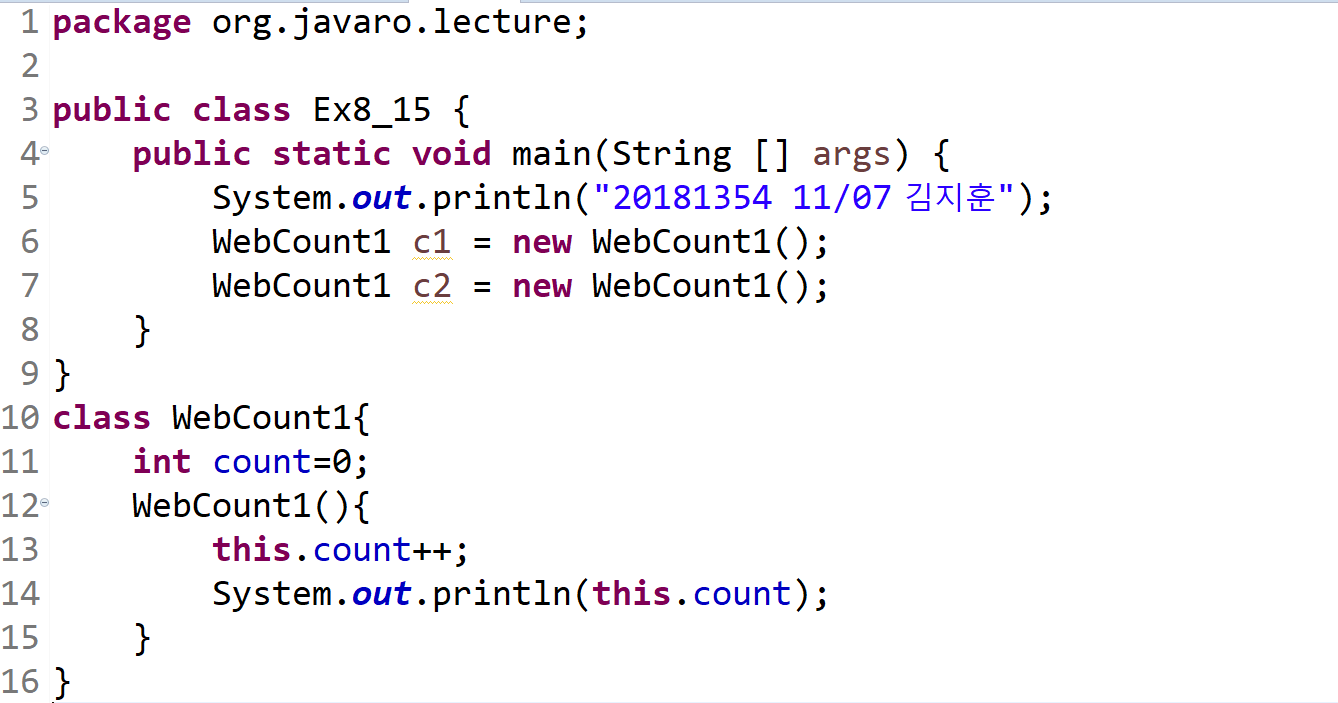 1 package org.javaro.lecture;
2
3 public class Ex8_15 {
4     public static void main(String [] args) {
5         System.out.println("20181354 11/07 김지훈");
6         WebCount1 c1 = new WebCount1();
7         WebCount1 c2 = new WebCount1();
8     }
9 }
10 class WebCount1{
11     int count=0;
12     WebCount1(){
13         this.count++;
14         System.out.println(this.count);
15     }
16 }